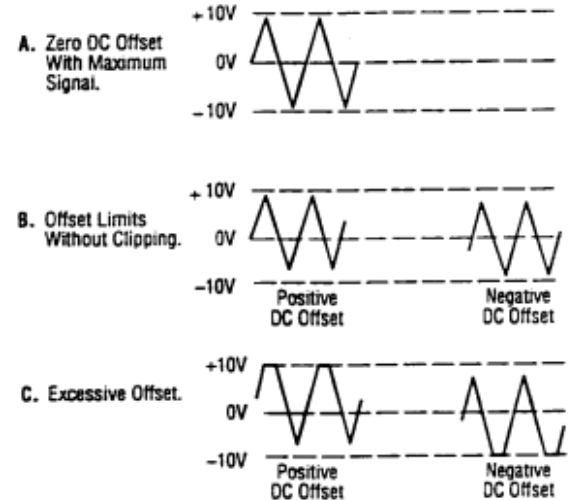 +10V
A. Zero DC Offset
With Maximum
Signal.
0V
-10V
+10V
B. Offset Limits
Without Clipping.
0V
-10V
Positive
DC Offset
Negative
DC Offset
+10V
C. Excessive Offset.
0V
-10V
Positive
DC Offset
Negative
DC Offset